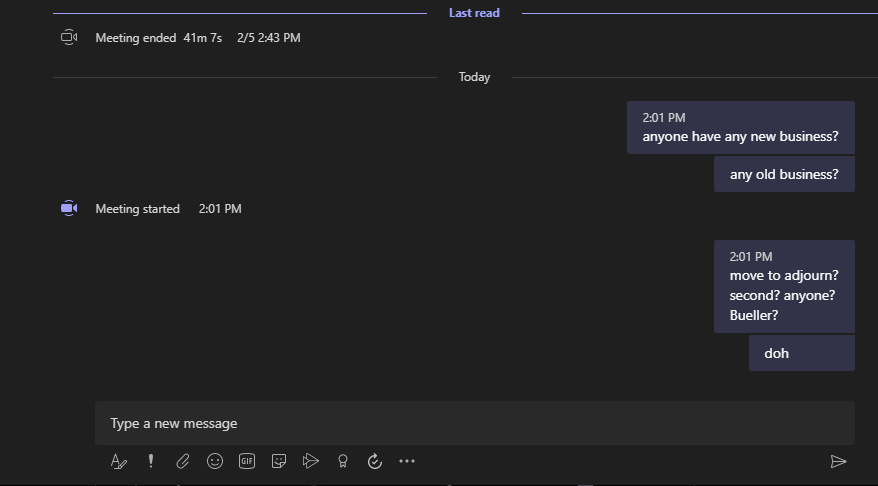 Last read
Meeting ended 41m 7s 2/5 2:43 PM
Today
2:01 PM
anyone have any new business?
any old business?
Meeting started 2:01 PM
2:01 PM
move to adjourn?
second? anyone?
Bueller?
doh
Type a new message
GIF